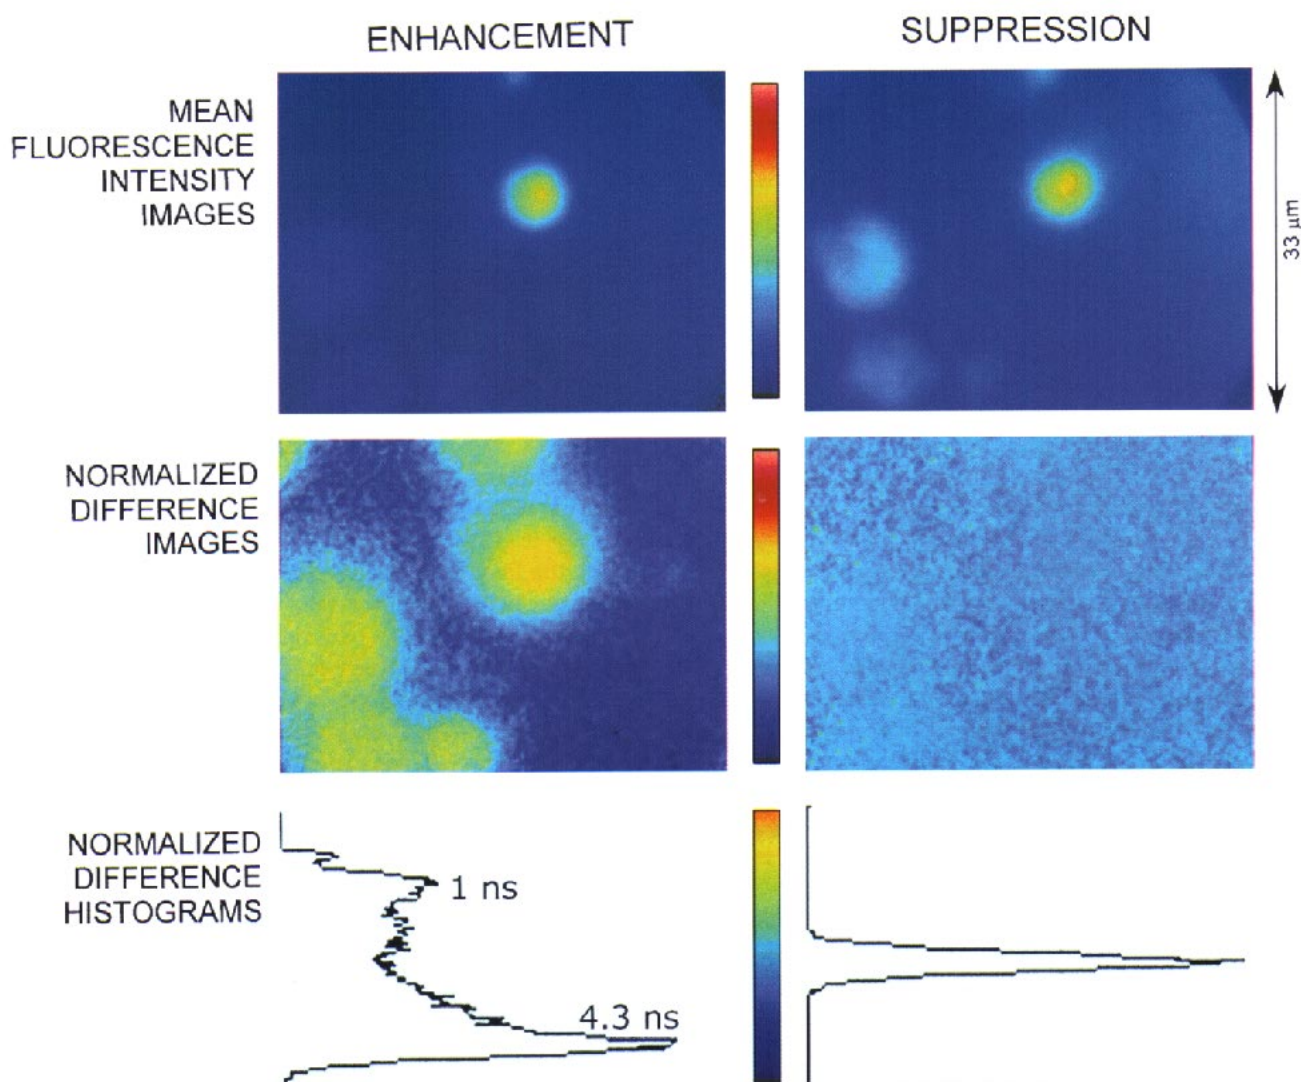 ENHANCEMENT
SUPPRESSION
MEAN
FLUORESCENCE
INTENSITY
IMAGES
33 μm
NORMALIZED
DIFFERENCE
IMAGES
NORMALIZED
DIFFERENCE
HISTOGRAMS
1 ns
4.3 ns